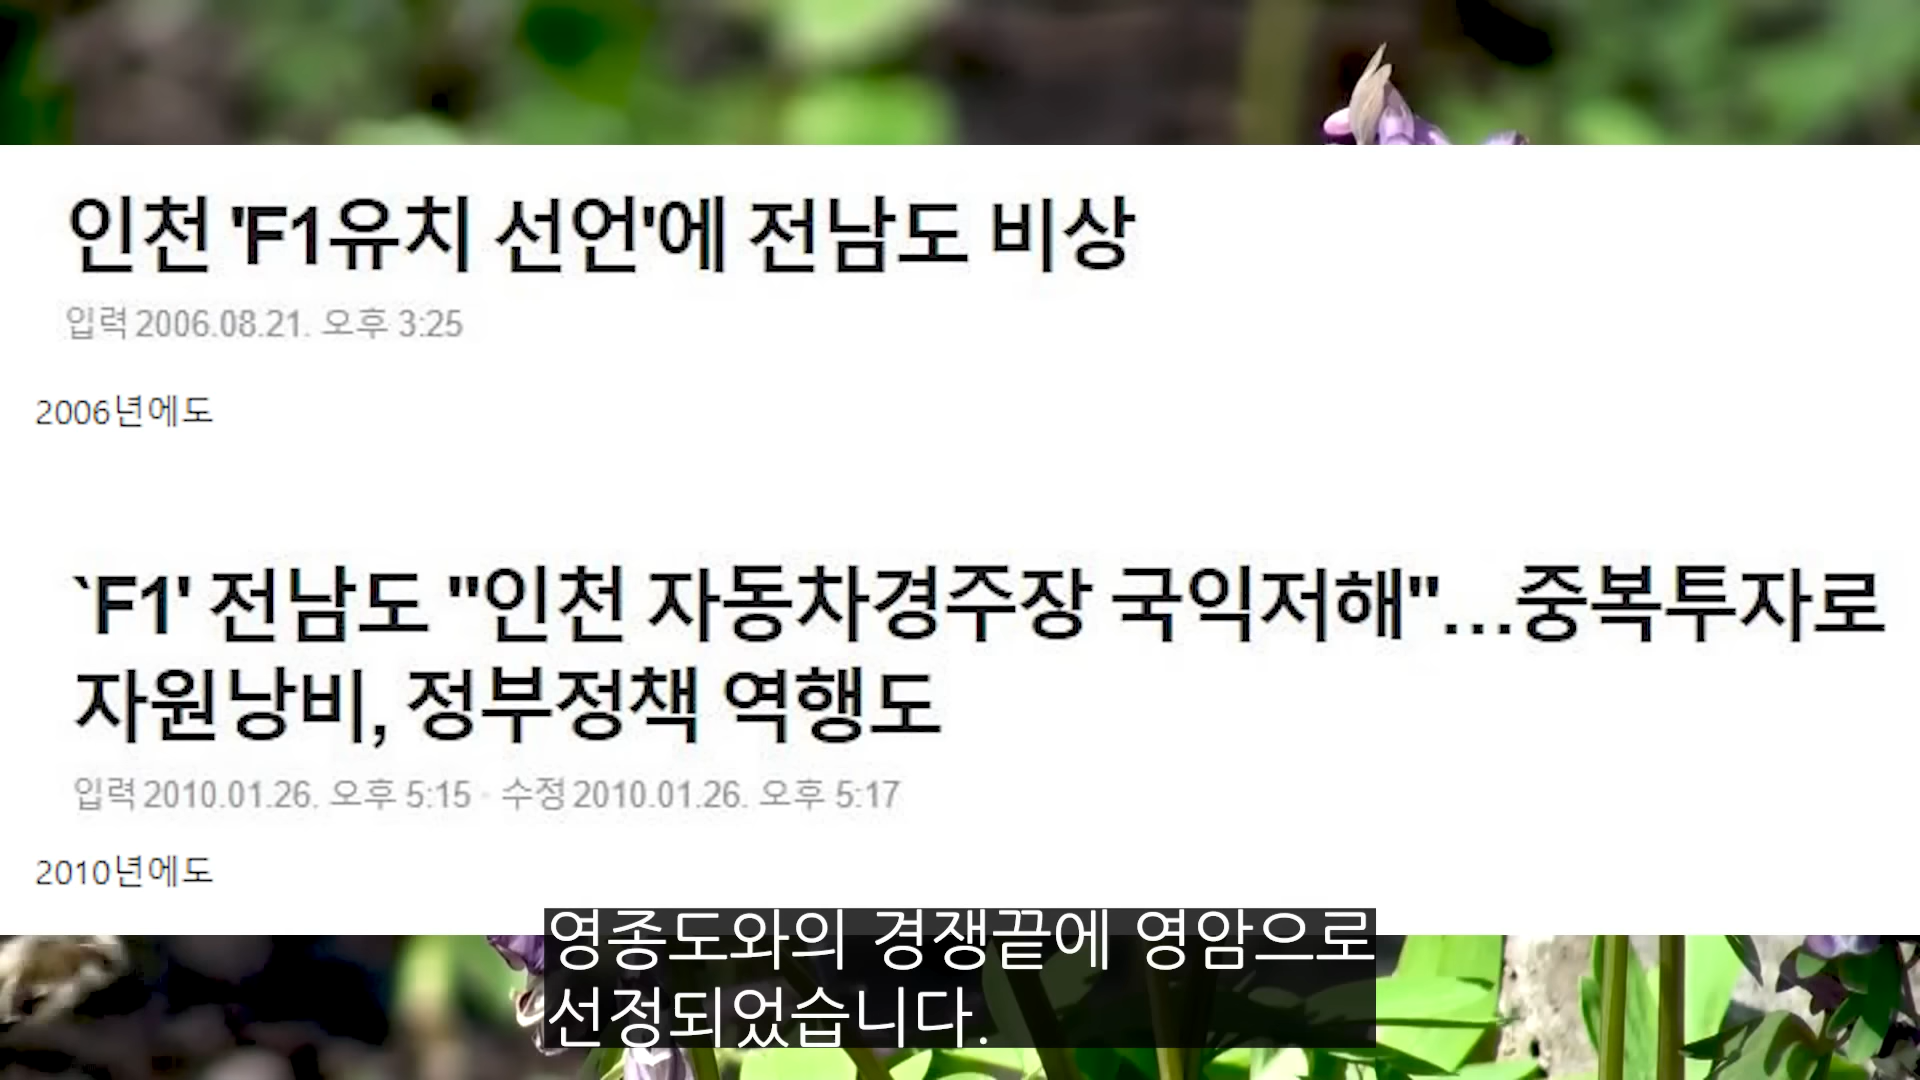 인천 'F1유치 선언'에 전남도 비상
입력 2006.08.21. 오후 3:25
2006년에도
`F1' 전남도 "인천 자동차경주장 국익저해"...중복투자로
자원낭비, 정부정책 역행도
입력 2010.01.26. 오후 5:15 · 수정 2010.01.26. 오후 5:17
2010년에도
영종도와의 경쟁끝에 영암으로
선정되었습니다.